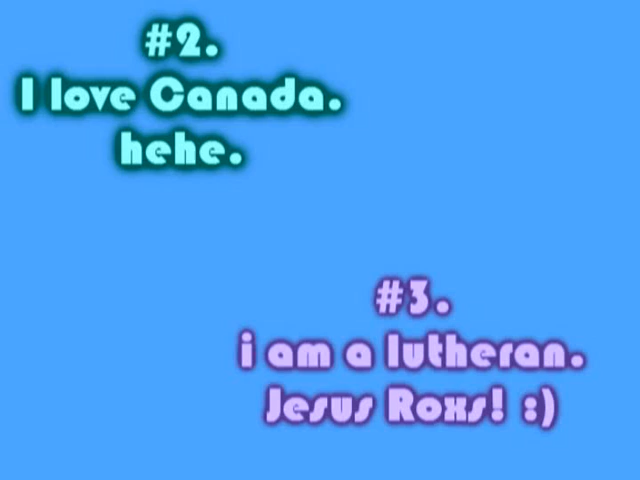 #2.
I love Canada.
hehe.
#3.
i am a lutheran.
Jesus Roxs! :)